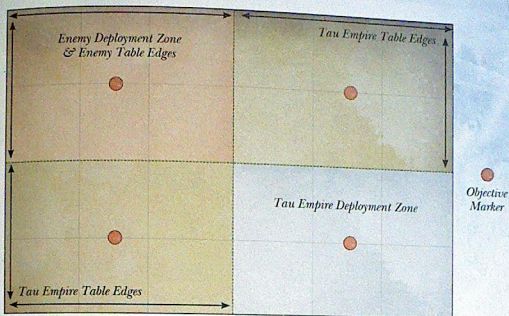 Enemy Deployment Zone
& Enemy Table Edges
Tau Empire Table Edges
Tau Empire Deployment Zone
Objective
Marker
Tau Empire Table Edges